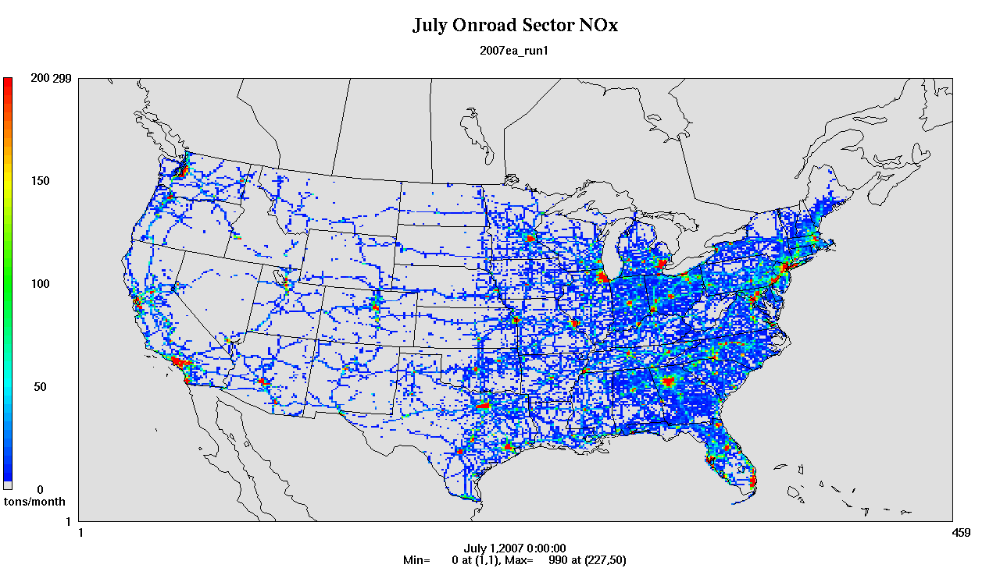 July Onroad Sector NOx
2007ea_run1
200 299
150
100
50
0
tons/month
1
1 459
July 1,2007 0:00:00
Min= 0 at (1,1), Max= 990 at (227,50)